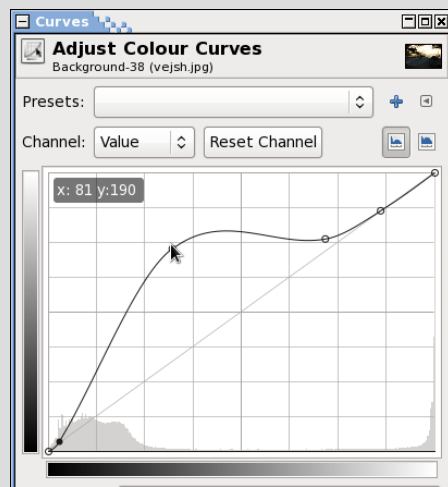 Curves
Adjust Colour Curves
Background-38 (vejsh.jpg)
Presets:
Channel: Value Reset Channel
x: 81 y:190